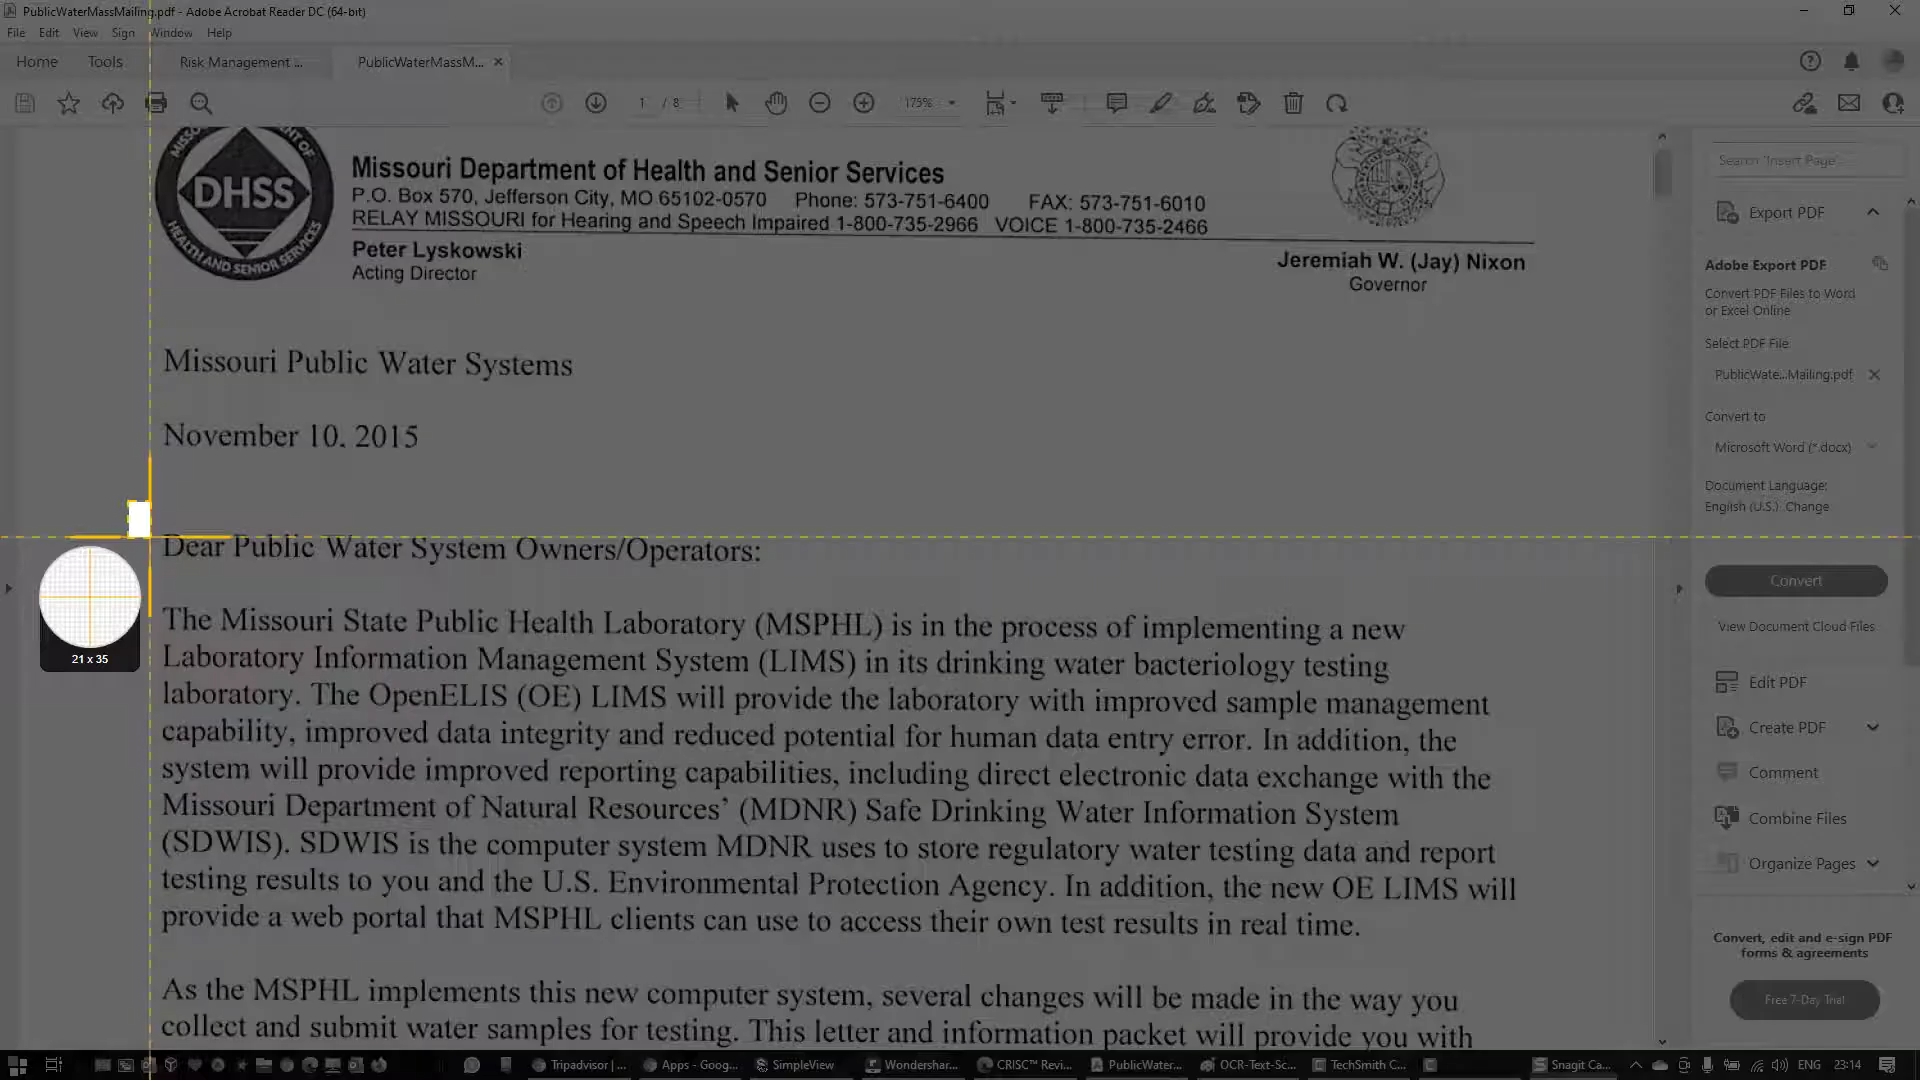 PublicWaterMassMailing.pdf - Adobe Acrobat Reader DC (64-bit)
File Edit View Sign Window Help
Home Tools Risk Management ... PublicWaterMassM...
1 / 8 175%
MISSOURI DEPARTMENT OF
DHSS
HEALTH AND SENIOR SERVICES
Missouri Department of Health and Senior Services
P.O. Box 570, Jefferson City, MO 65102-0570 Phone: 573-751-6400 FAX: 573-751-6010
RELAY MISSOURI for Hearing and Speech Impaired 1-800-735-2966 VOICE 1-800-735-2466
Peter Lyskowski
Acting Director
Jeremiah W. (Jay) Nixon
Governor
Missouri Public Water Systems
November 10, 2015
Dear Public Water System Owners/Operators:
The Missouri State Public Health Laboratory (MSPHL) is in the process of implementing a new
Laboratory Information Management System (LIMS) in its drinking water bacteriology testing
laboratory. The OpenELIS (OE) LIMS will provide the laboratory with improved sample management
capability, improved data integrity and reduced potential for human data entry error. In addition, the
system will provide improved reporting capabilities, including direct electronic data exchange with the
Missouri Department of Natural Resources’ (MDNR) Safe Drinking Water Information System
(SDWIS). SDWIS is the computer system MDNR uses to store regulatory water testing data and report
testing results to you and the U.S. Environmental Protection Agency. In addition, the new OE LIMS will
provide a web portal that MSPHL clients can use to access their own test results in real time.
As the MSPHL implements this new computer system, several changes will be made in the way you
collect and submit water samples for testing. This letter and information packet will provide you with
21 x 35
Search 'Insert Page'
Export PDF
Adobe Export PDF
Convert PDF Files to Word
or Excel Online
Select PDF File
PublicWate...Mailing.pdf
Convert to
Microsoft Word (*.docx)
Document Language:
English (U.S.) Change
Convert
View Document Cloud Files
Edit PDF
Create PDF
Comment
Combine Files
Organize Pages
Convert, edit and e-sign PDF
forms & agreements
Free 7-Day Trial
Tripadvisor | ... Apps - Goog... SimpleView Wondershar... CRISC™ Revi... PublicWater... OCR-Text-Sc... TechSmith C... Snagit Ca... ENG 23:14